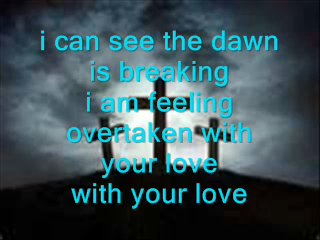 i can see the dawn
is breaking
i am feeling
overtaken with
your love
with your love